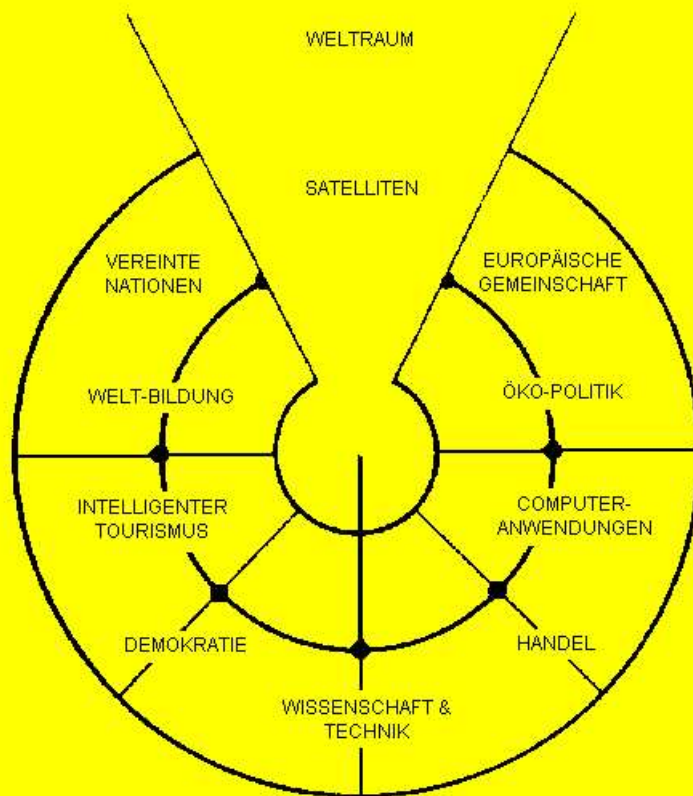 WELTRAUM
SATELLITEN
VEREINTE
NATIONEN
EUROPÄISCHE
GEMEINSCHAFT
WELT-BILDUNG
ÖKO-POLITIK
INTELLIGENTER
TOURISMUS
COMPUTER-
ANWENDUNGEN
DEMOKRATIE
HANDEL
WISSENSCHAFT &
TECHNIK